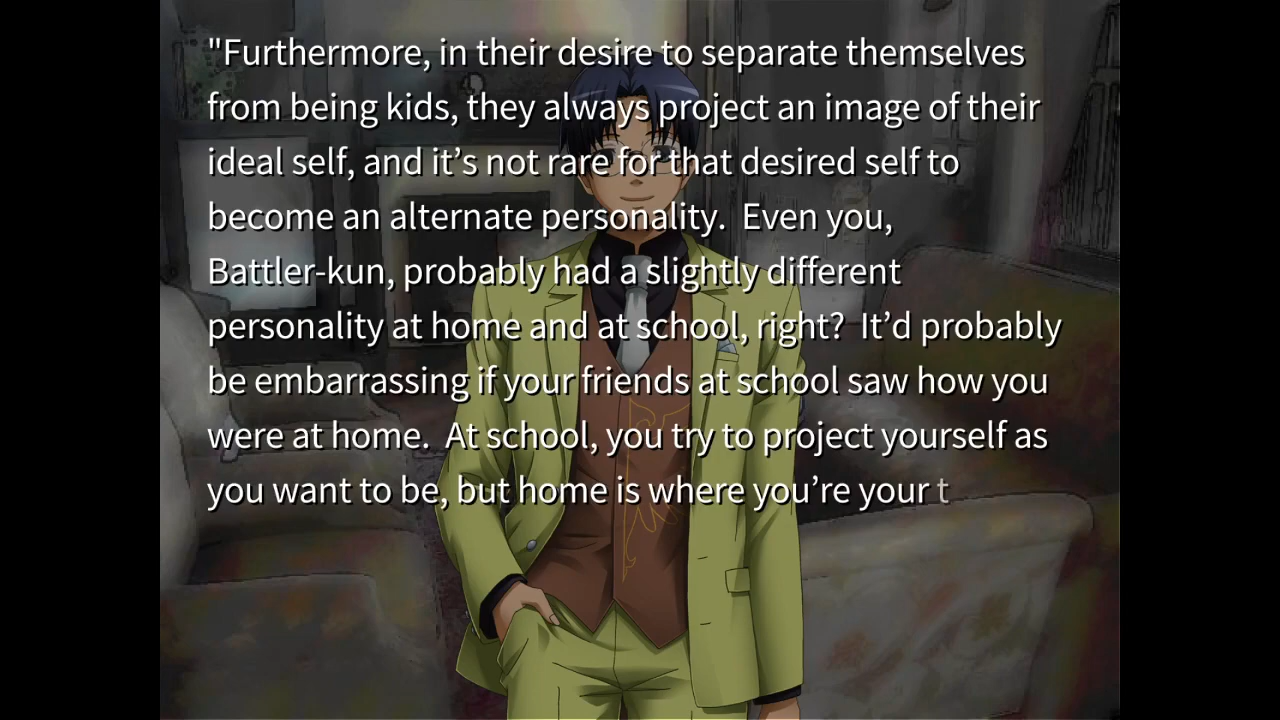 "Furthermore, in their desire to separate themselves
from being kids, they always project an image of their
ideal self, and it’s not rare for that desired self to
become an alternate personality.  Even you,
Battler-kun, probably had a slightly different
personality at home and at school, right?  It’d probably
be embarrassing if your friends at school saw how you
were at home.  At school, you try to project yourself as
you want to be, but home is where you’re your t